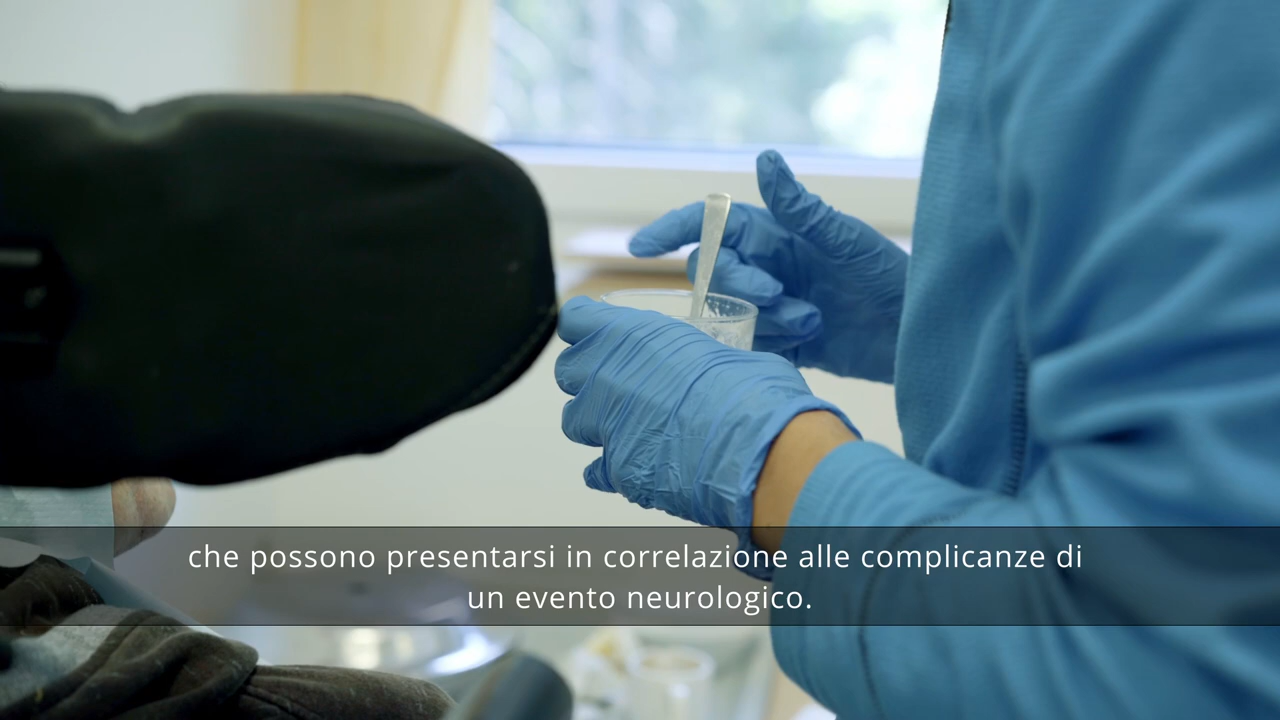 che possono presentarsi in correlazione alle complicanze di
un evento neurologico.